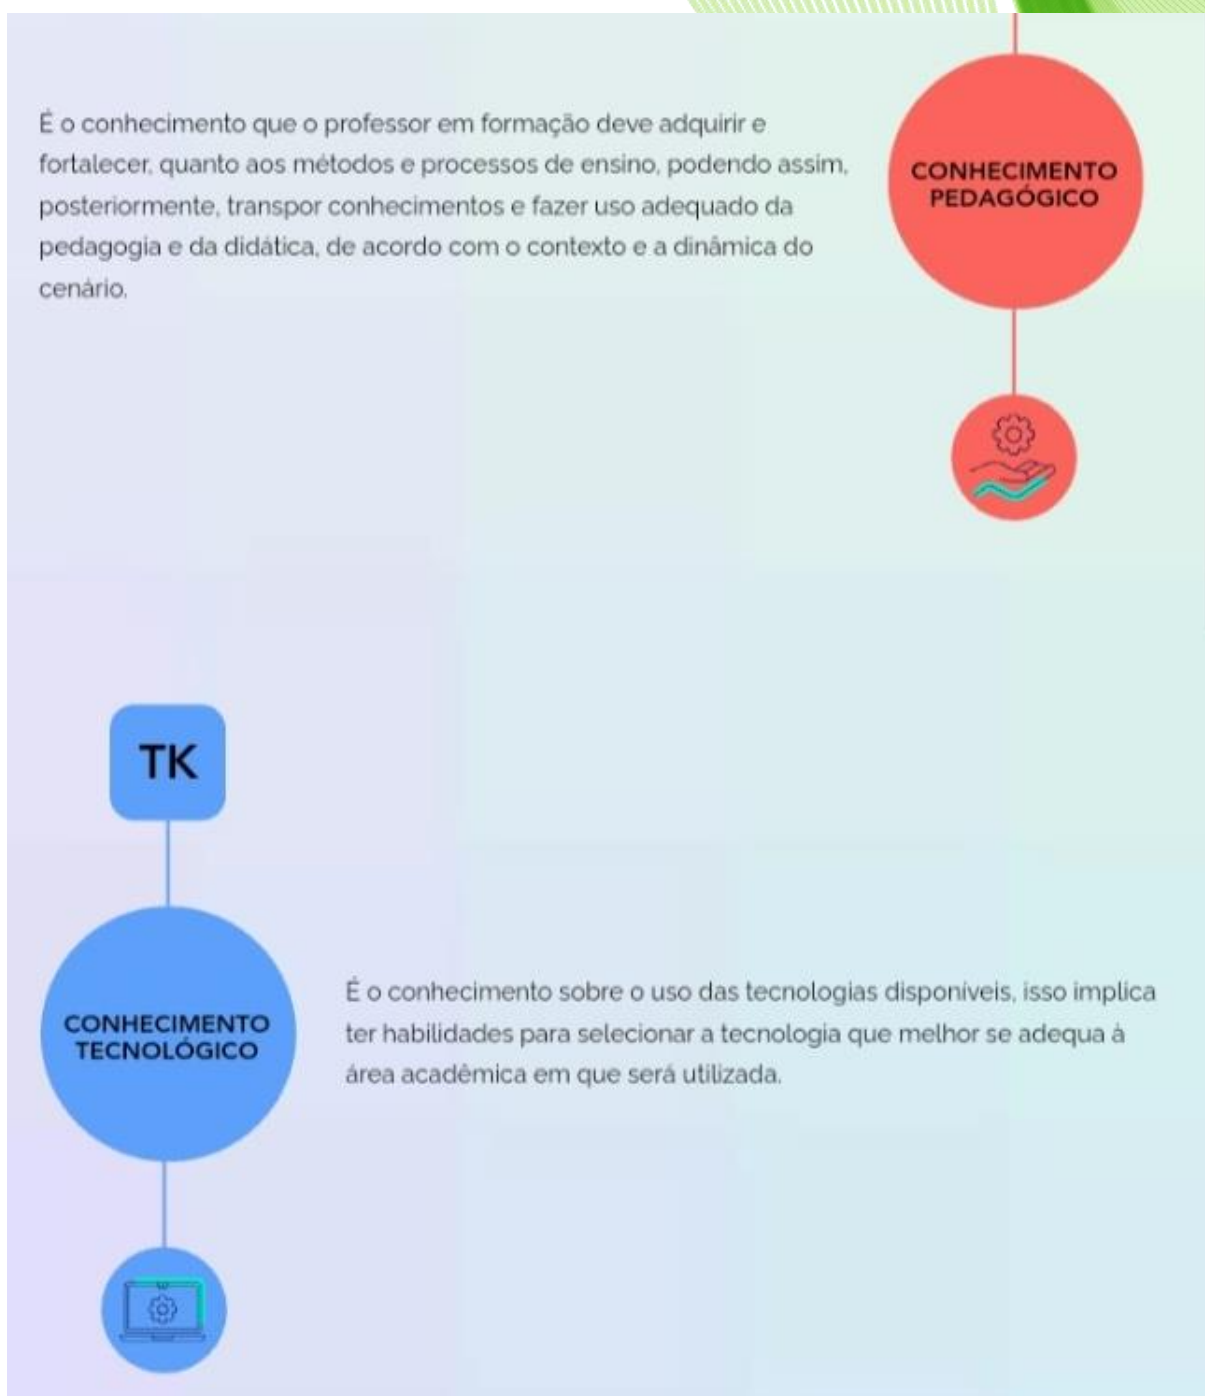 É o conhecimento que o professor em formação deve adquirir e
fortalecer, quanto aos métodos e processos de ensino, podendo assim,
posteriormente, transpor conhecimentos e fazer uso adequado da
pedagogia e da didática, de acordo com o contexto e a dinâmica do
cenário.
CONHECIMENTO
PEDAGÓGICO
TK
CONHECIMENTO
TECNOLÓGICO
É o conhecimento sobre o uso das tecnologias disponíveis, isso implica
ter habilidades para selecionar a tecnologia que melhor se adequa à
área acadêmica em que será utilizada.